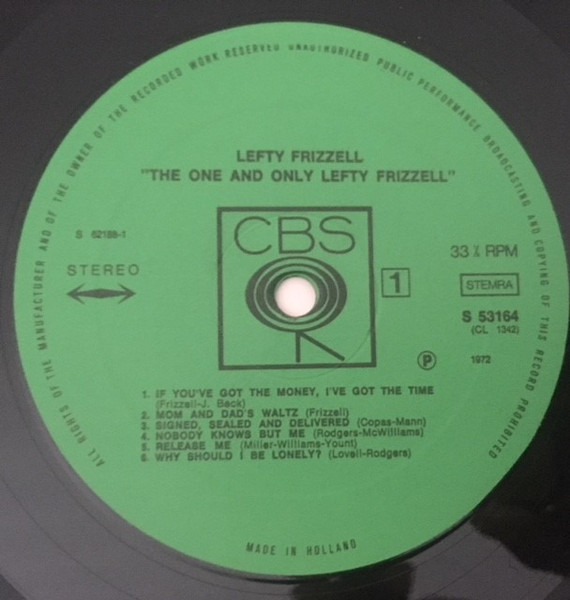 ALL RIGHTS OF THE MANUFACTURER AND OF THE OWNER OF THE RECORDED WORK RESERVED UNAUTHORIZED PUBLIC PERFORMANCE BROADCASTING AND COPYING OF THIS RECORD PROHIBITED
LEFTY FRIZZELL
"THE ONE AND ONLY LEFTY FRIZZELL"
S 62188-1
CBS
33⅓ RPM
STEREO
1
STEMRA
S 53164
(CL 1342)
Ⓟ 1972
1. IF YOU'VE GOT THE MONEY, I'VE GOT THE TIME
(Frizzell-J. Beck)
2. MOM AND DAD'S WALTZ (Frizzell)
3. SIGNED, SEALED AND DELIVERED (Copas-Mann)
4. NOBODY KNOWS BUT ME (Rodgers-McWilliams)
5. RELEASE ME (Miller-Williams-Yount)
6. WHY SHOULD I BE LONELY? (Lovell-Rodgers)
MADE IN HOLLAND